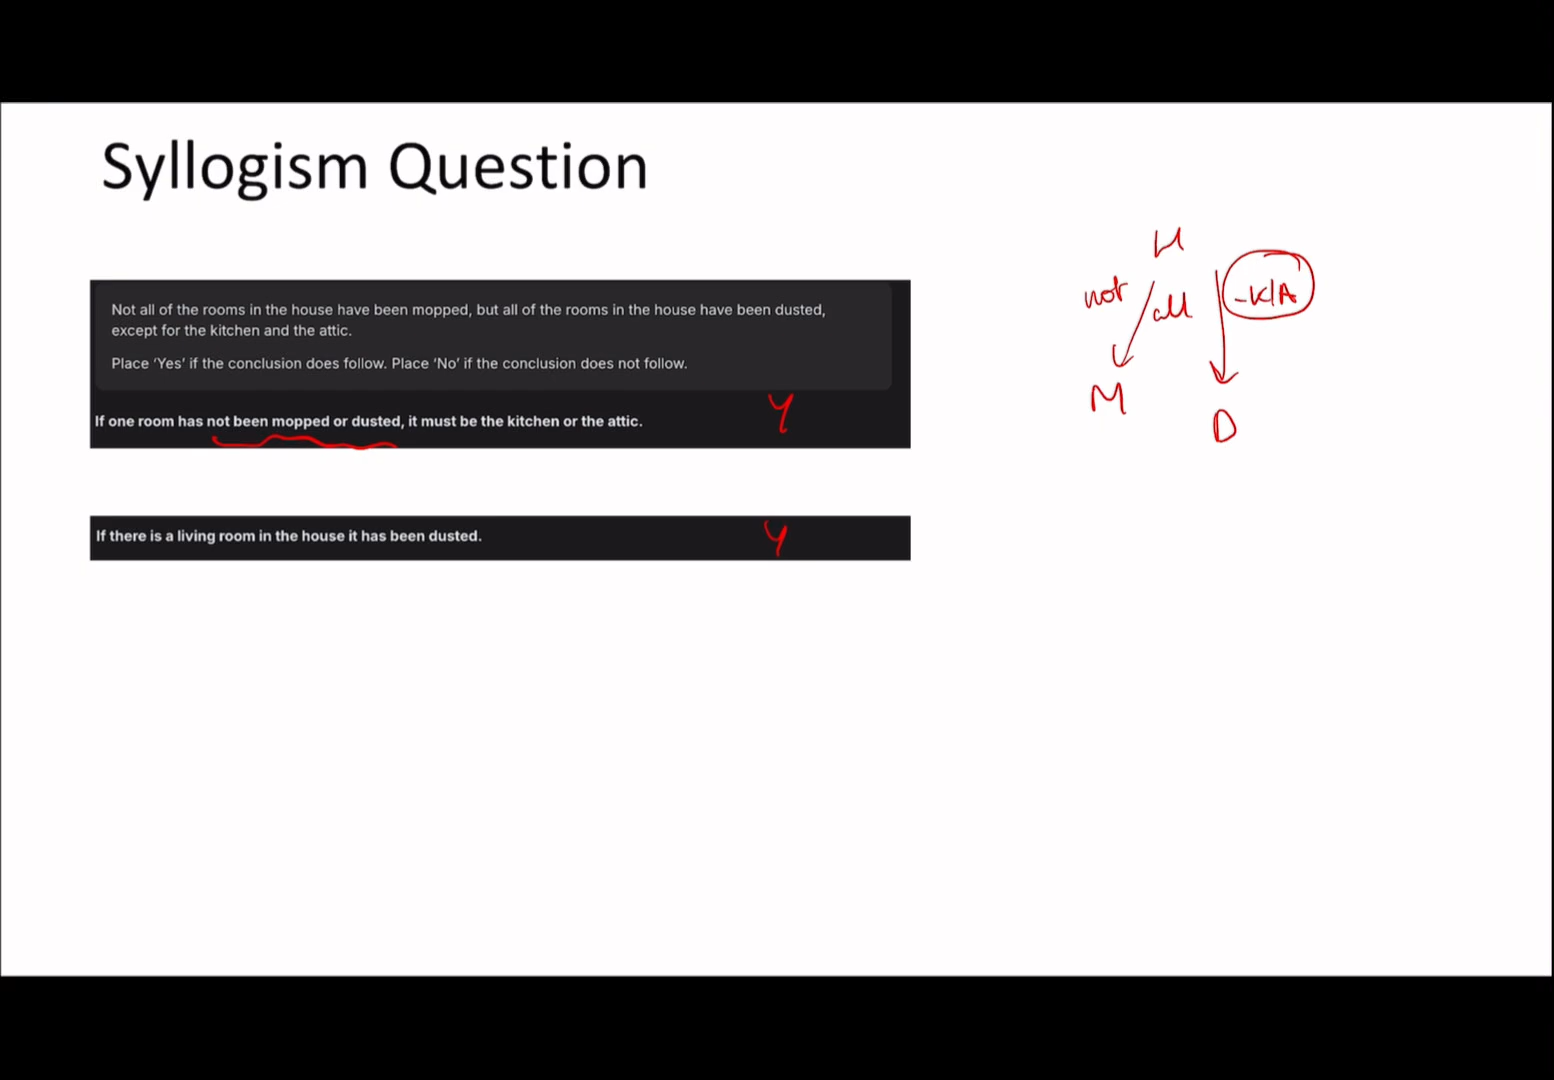 Syllogism Question
Not all of the rooms in the house have been mopped, but all of the rooms in the house have been dusted,
except for the kitchen and the attic.
Place ‘Yes’ if the conclusion does follow. Place ‘No’ if the conclusion does not follow.
If one room has not been mopped or dusted, it must be the kitchen or the attic.
Y
If there is a living room in the house it has been dusted.
Y
H
not all -K/A
M
D